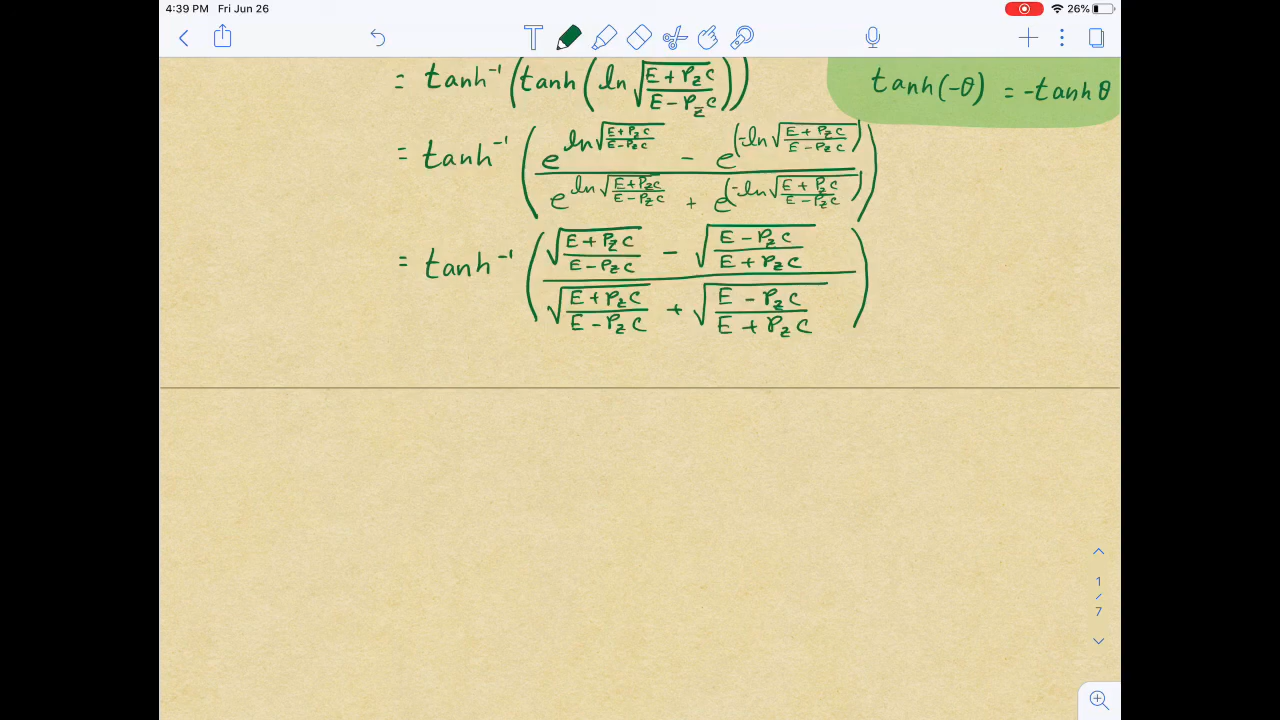 4:39 PM Fri Jun 26 26%
= tanh⁻¹ (tanh (ln √((E + P_z c)/(E - P_z c))))
tanh(-θ) = -tanh θ
= tanh⁻¹ ((e^(ln √((E + P_z c)/(E - P_z c))) - e^(-ln √((E + P_z c)/(E - P_z c))))/(e^(ln √((E + P_z c)/(E - P_z c))) + e^(-ln √((E + P_z c)/(E - P_z c)))))
= tanh⁻¹ ((√((E + P_z c)/(E - P_z c)) - √((E - P_z c)/(E + P_z c)))/(√((E + P_z c)/(E - P_z c)) + √((E - P_z c)/(E + P_z c))))
1
/
7